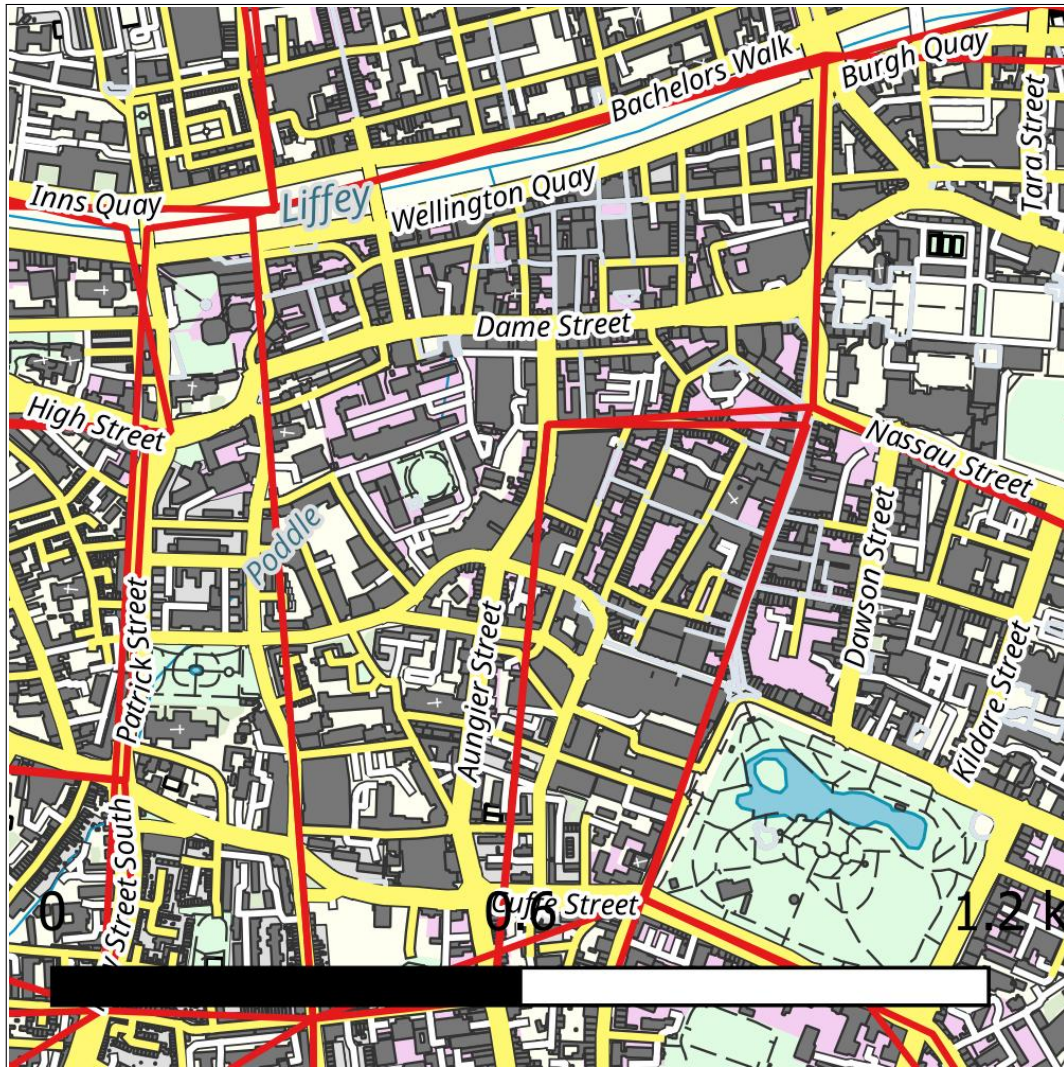 Bachelors Walk
Burgh Quay
Tara Street
Inns Quay
Liffey
Wellington Quay
Dame Street
High Street
Nassau Street
Poddle
Dawson Street
Patrick Street
Aungier Street
Kildare Street
Street South
0
0.6
Street
1.2